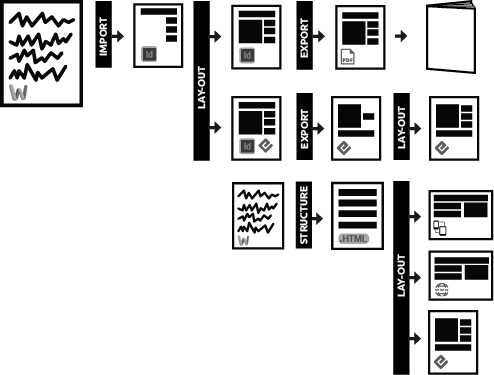 W
IMPORT
Id
LAY-OUT
Id
EXPORT
PDF
Id
EXPORT
LAY-OUT
W
STRUCTURE
.HTML
LAY-OUT
WWW